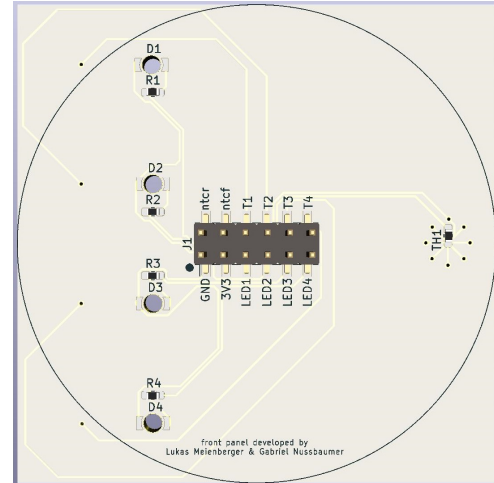 D1
R1
D2
R2
ntcr ntcf T1 T2 T3 T4
J1
TH1
GND 3V3 LED1 LED2 LED3 LED4
R3
D3
R4
D4
front panel developed by
Lukas Meienberger & Gabriel Nussbaumer